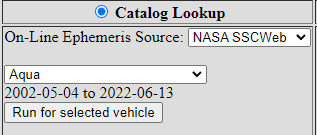 Catalog Lookup
On-Line Ephemeris Source: NASA SSCWeb
Aqua
2002-05-04 to 2022-06-13
Run for selected vehicle